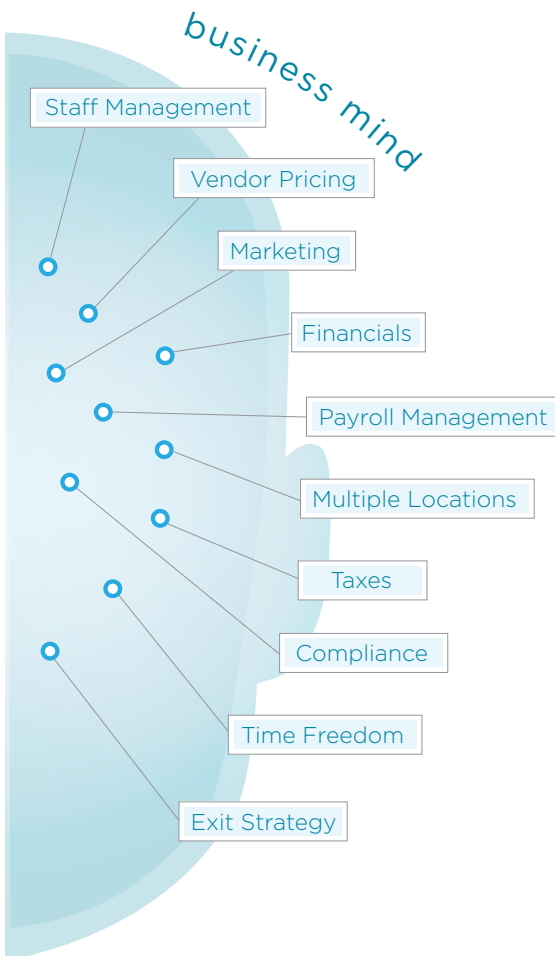 business mind
Staff Management
Vendor Pricing
Marketing
Financials
Payroll Management
Multiple Locations
Taxes
Compliance
Time Freedom
Exit Strategy